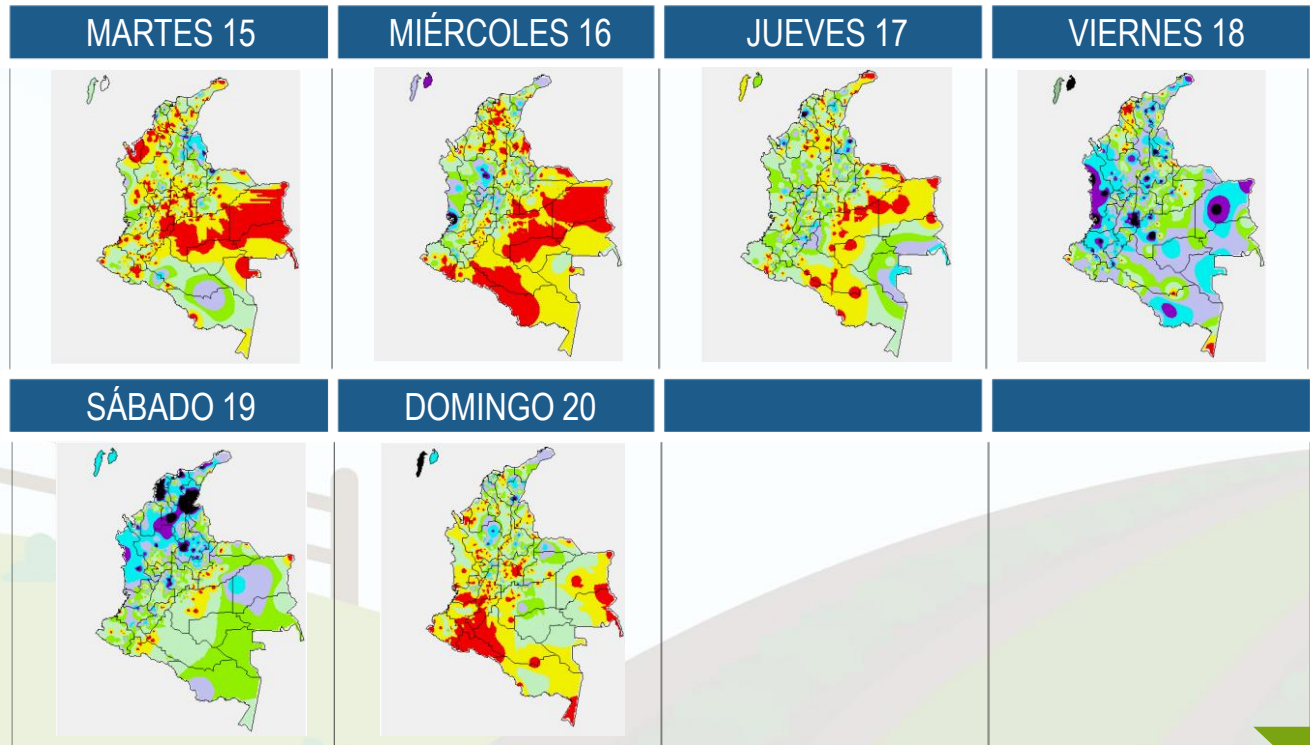 MARTES 15
MIÉRCOLES 16
JUEVES 17
VIERNES 18
SÁBADO 19
DOMINGO 20